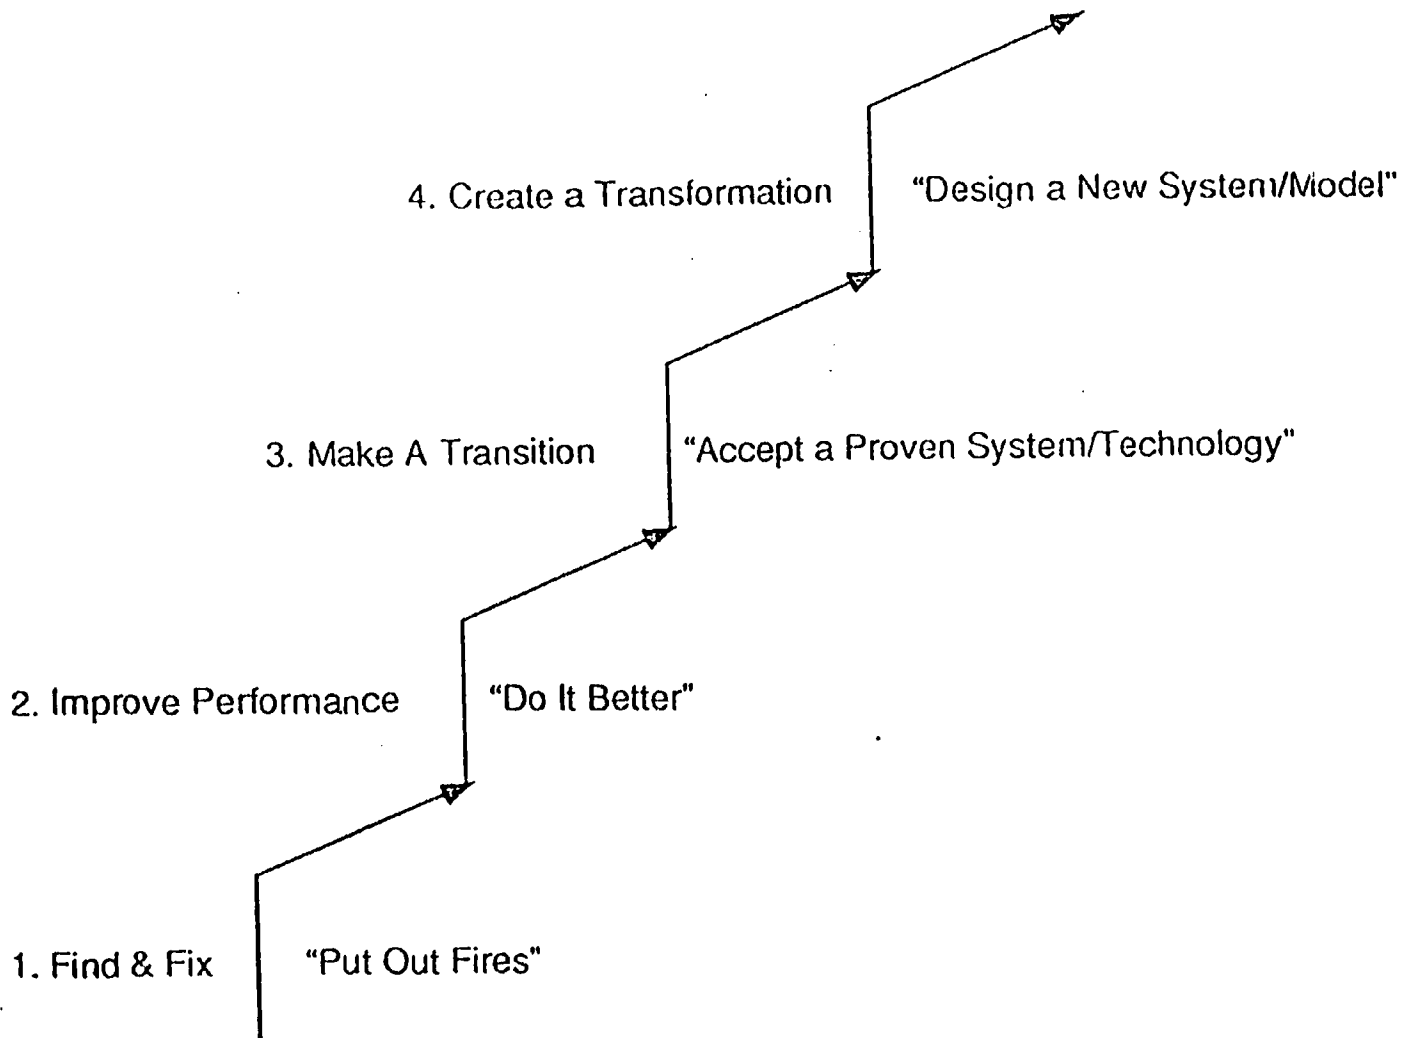 4. Create a Transformation "Design a New System/Model"
3. Make A Transition "Accept a Proven System/Technology"
2. Improve Performance "Do It Better"
1. Find & Fix "Put Out Fires"